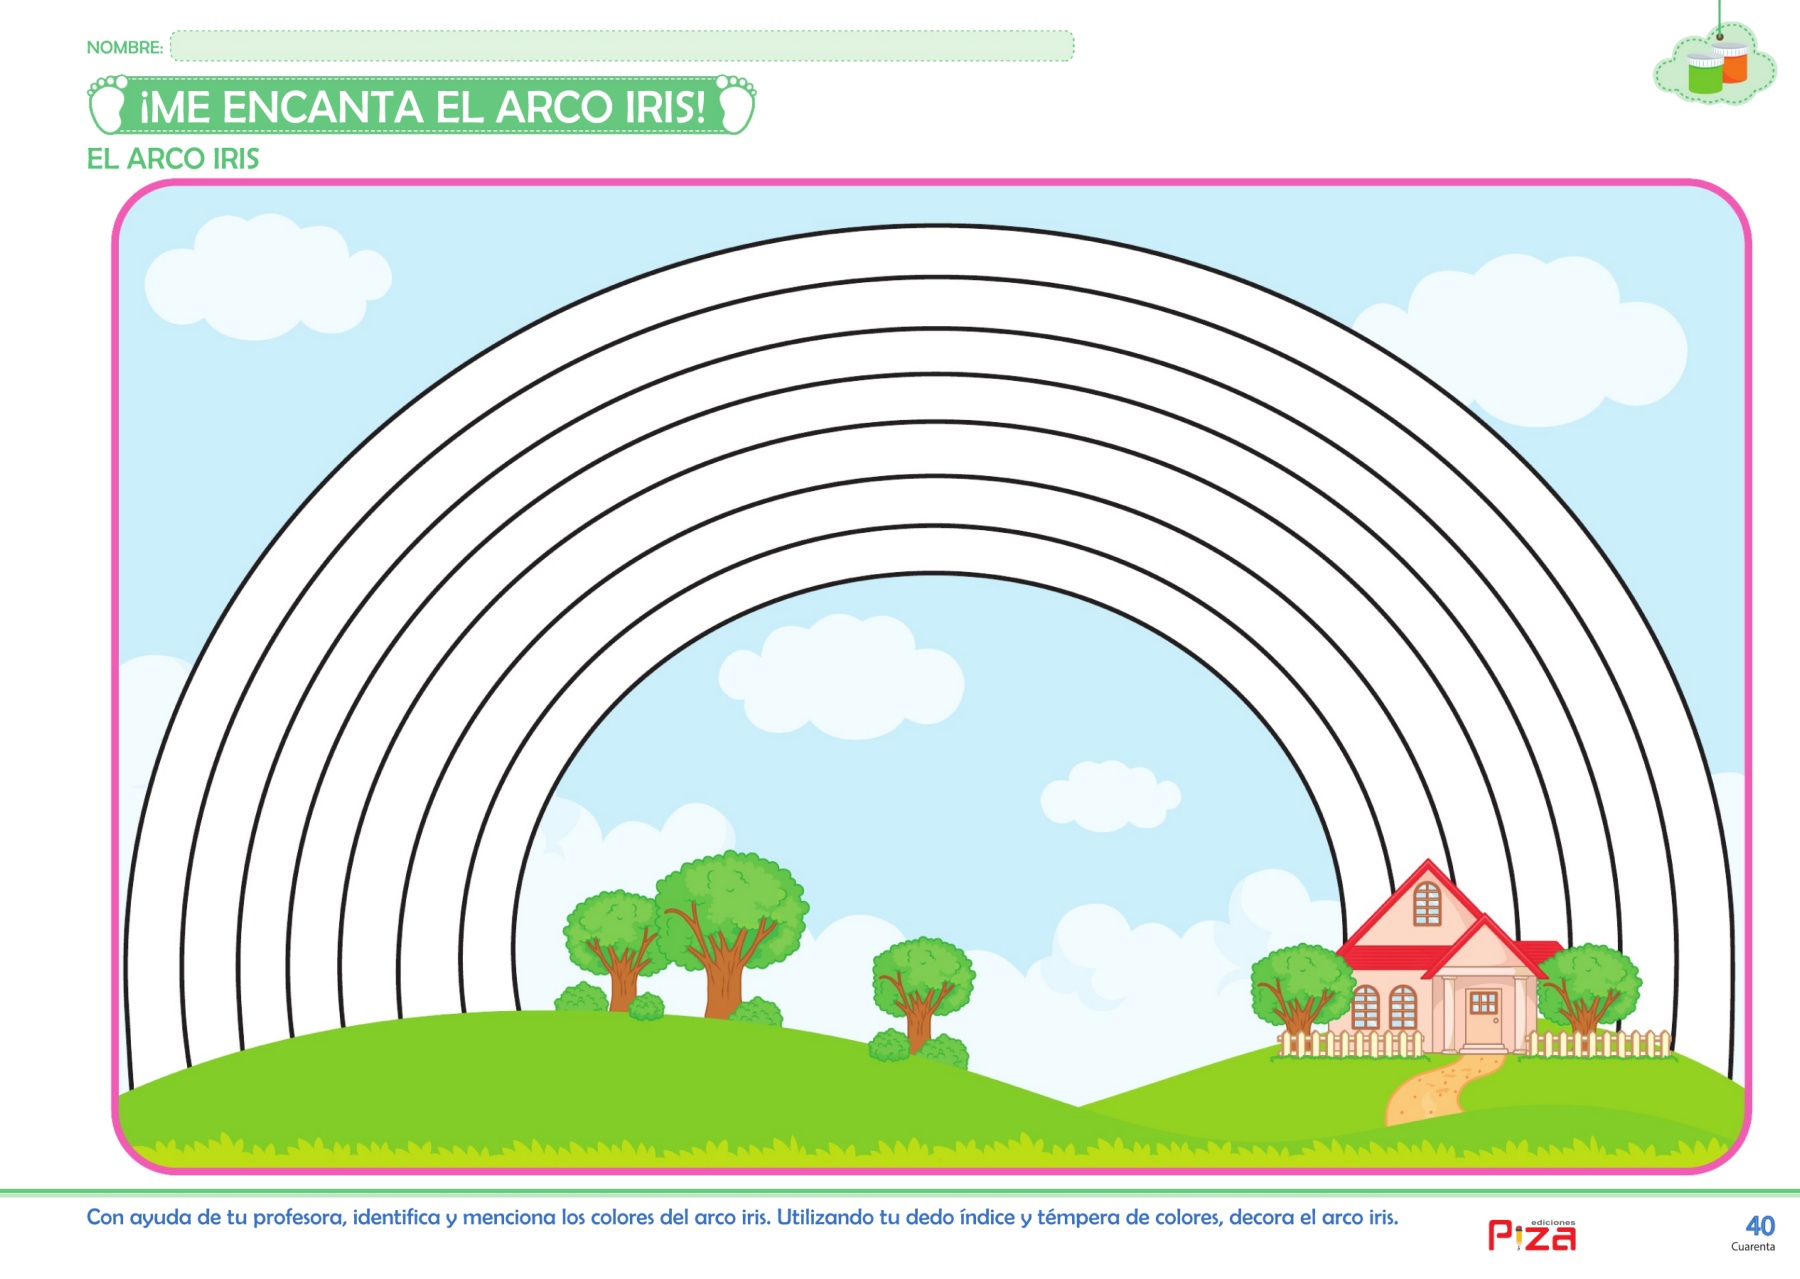 NOMBRE:
¡ME ENCANTA EL ARCO IRIS!
EL ARCO IRIS
Con ayuda de tu profesora, identifica y menciona los colores del arco iris. Utilizando tu dedo índice y témpera de colores, decora el arco iris.
ediciones
Piza
40
Cuarenta